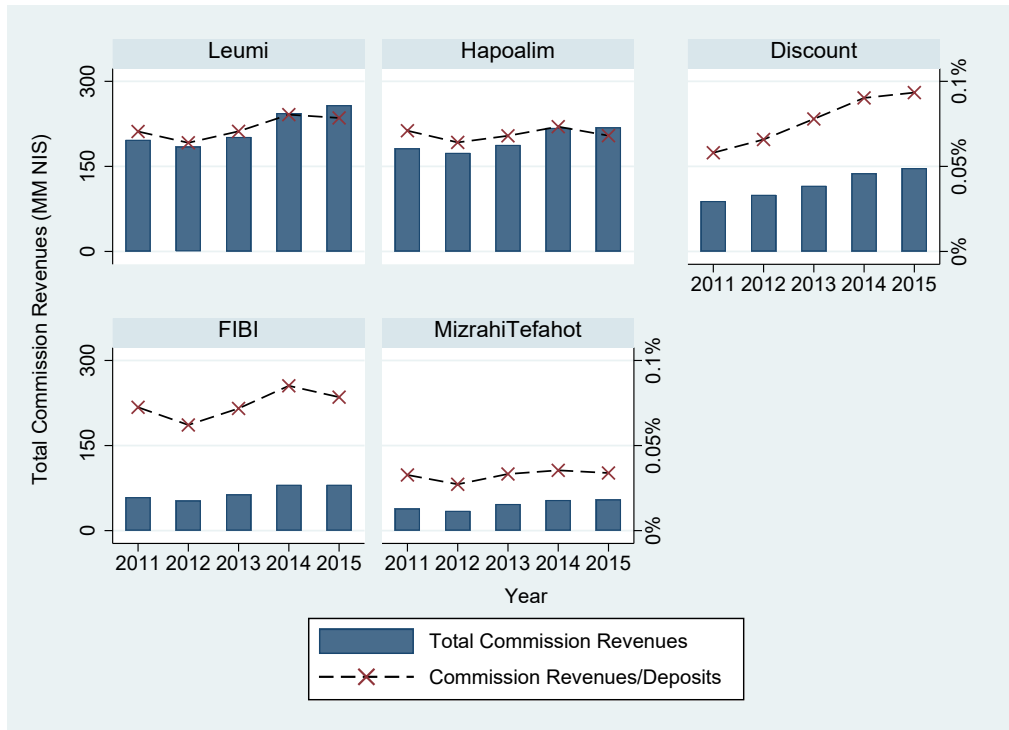 Leumi
Hapoalim
Discount
300
150
0
0.1%
0.05%
0%
2011 2012 2013 2014 2015
FIBI
MizrahiTefahot
300
150
0
0.1%
0.05%
0%
2011 2012 2013 2014 2015
2011 2012 2013 2014 2015
Total Commission Revenues (MM NIS)
Year
Total Commission Revenues
Commission Revenues/Deposits